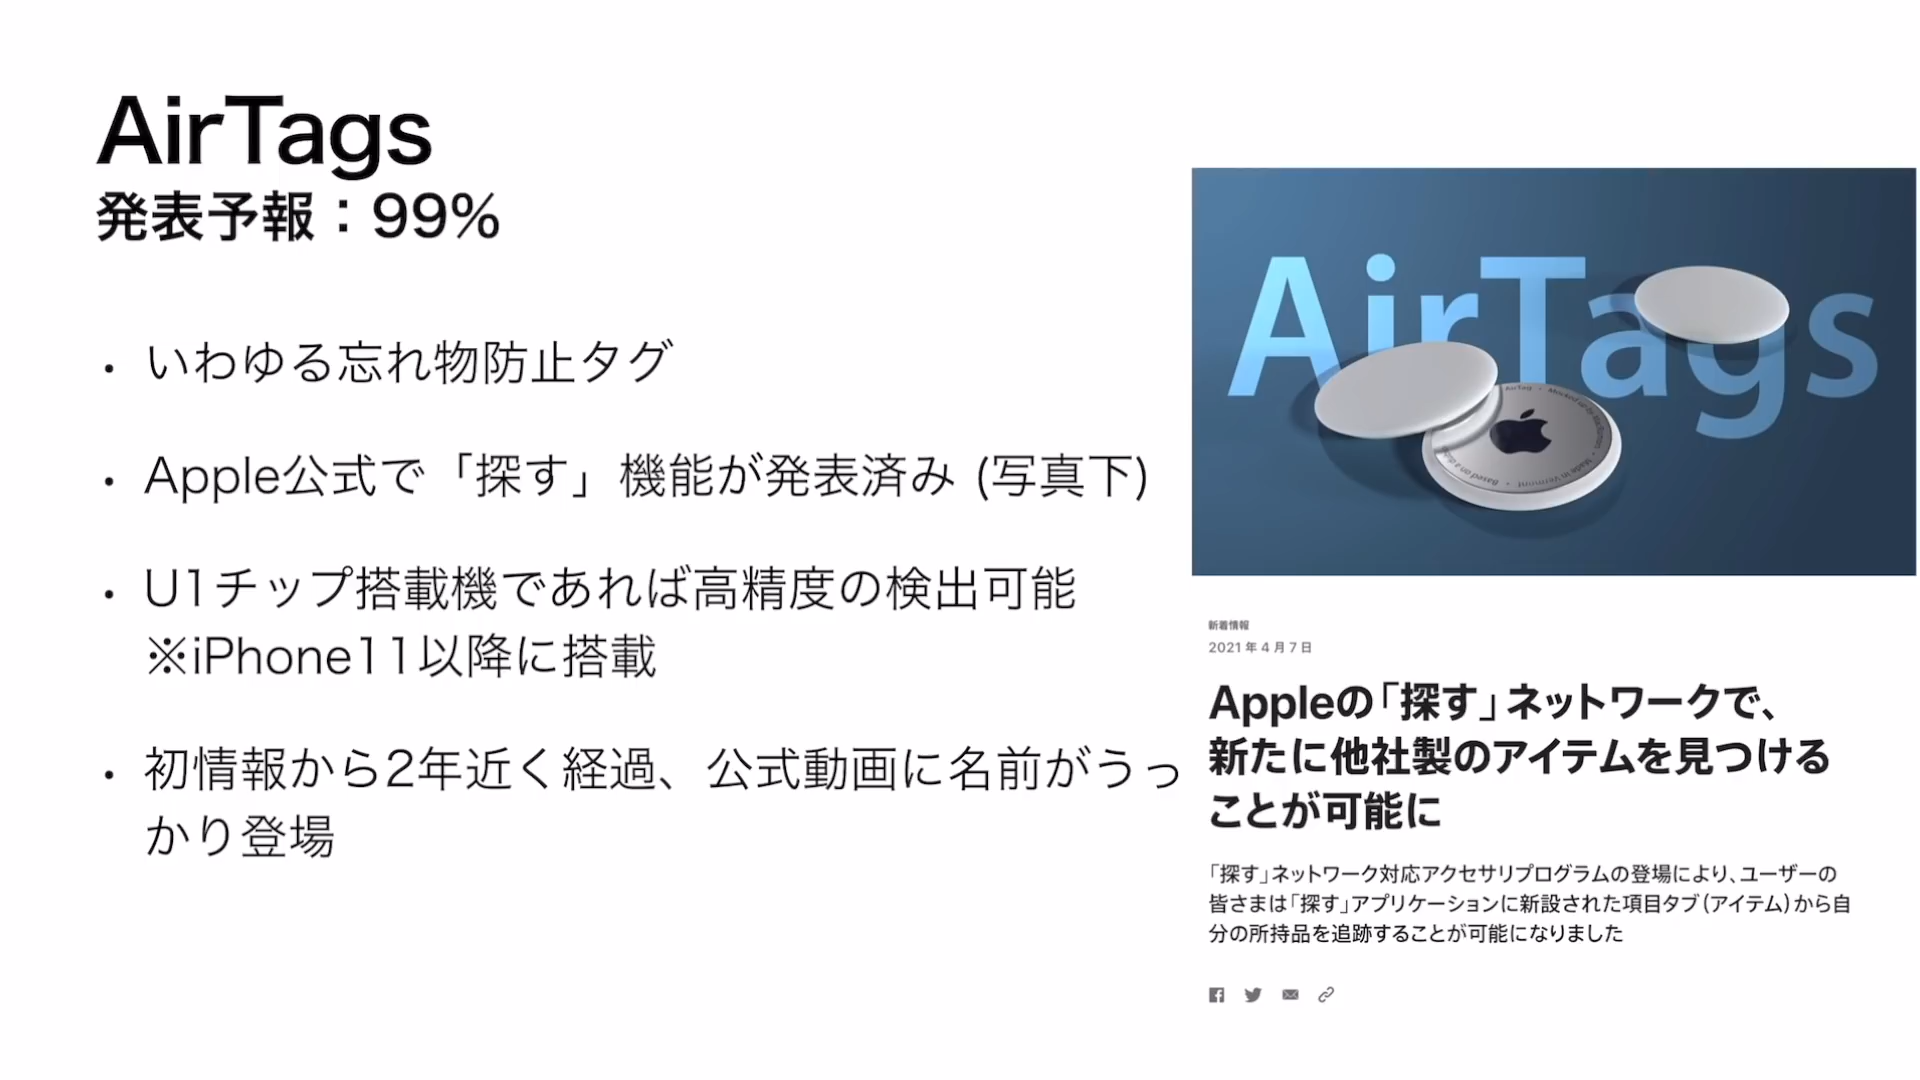 AirTags
発表予報：99%
• いわゆる忘れ物防止タグ
• Apple公式で「探す」機能が発表済み (写真下)
• U1チップ搭載機であれば高精度の検出可能
※iPhone11以降に搭載
• 初情報から2年近く経過、公式動画に名前がうっ
かり登場
AirTags
AirTag
Made in Vermont
Based on a
新着情報
2021年4月7日
Appleの「探す」ネットワークで、
新たに他社製のアイテムを見つける
ことが可能に
「探す」ネットワーク対応アクセサリプログラムの登場により、ユーザーの
皆さまは「探す」アプリケーションに新設された項目タブ（アイテム）から自
分の所持品を追跡することが可能になりました